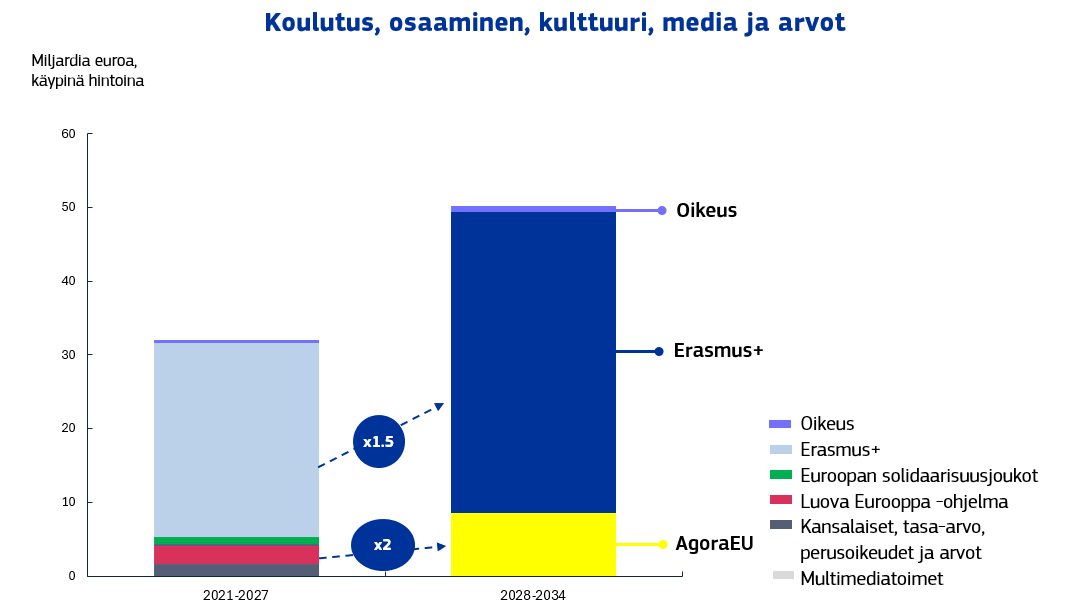 Koulutus, osaaminen, kulttuuri, media ja arvot
Miljardia euroa,
käypinä hintoina
60
50
40
30
20
10
0
x1.5
x2
2021-2027
2028-2034
Oikeus
Erasmus+
AgoraEU
Oikeus
Erasmus+
Euroopan solidaarisuusjoukot
Luova Eurooppa -ohjelma
Kansalaiset, tasa-arvo,
perusoikeudet ja arvot
Multimediatoimet